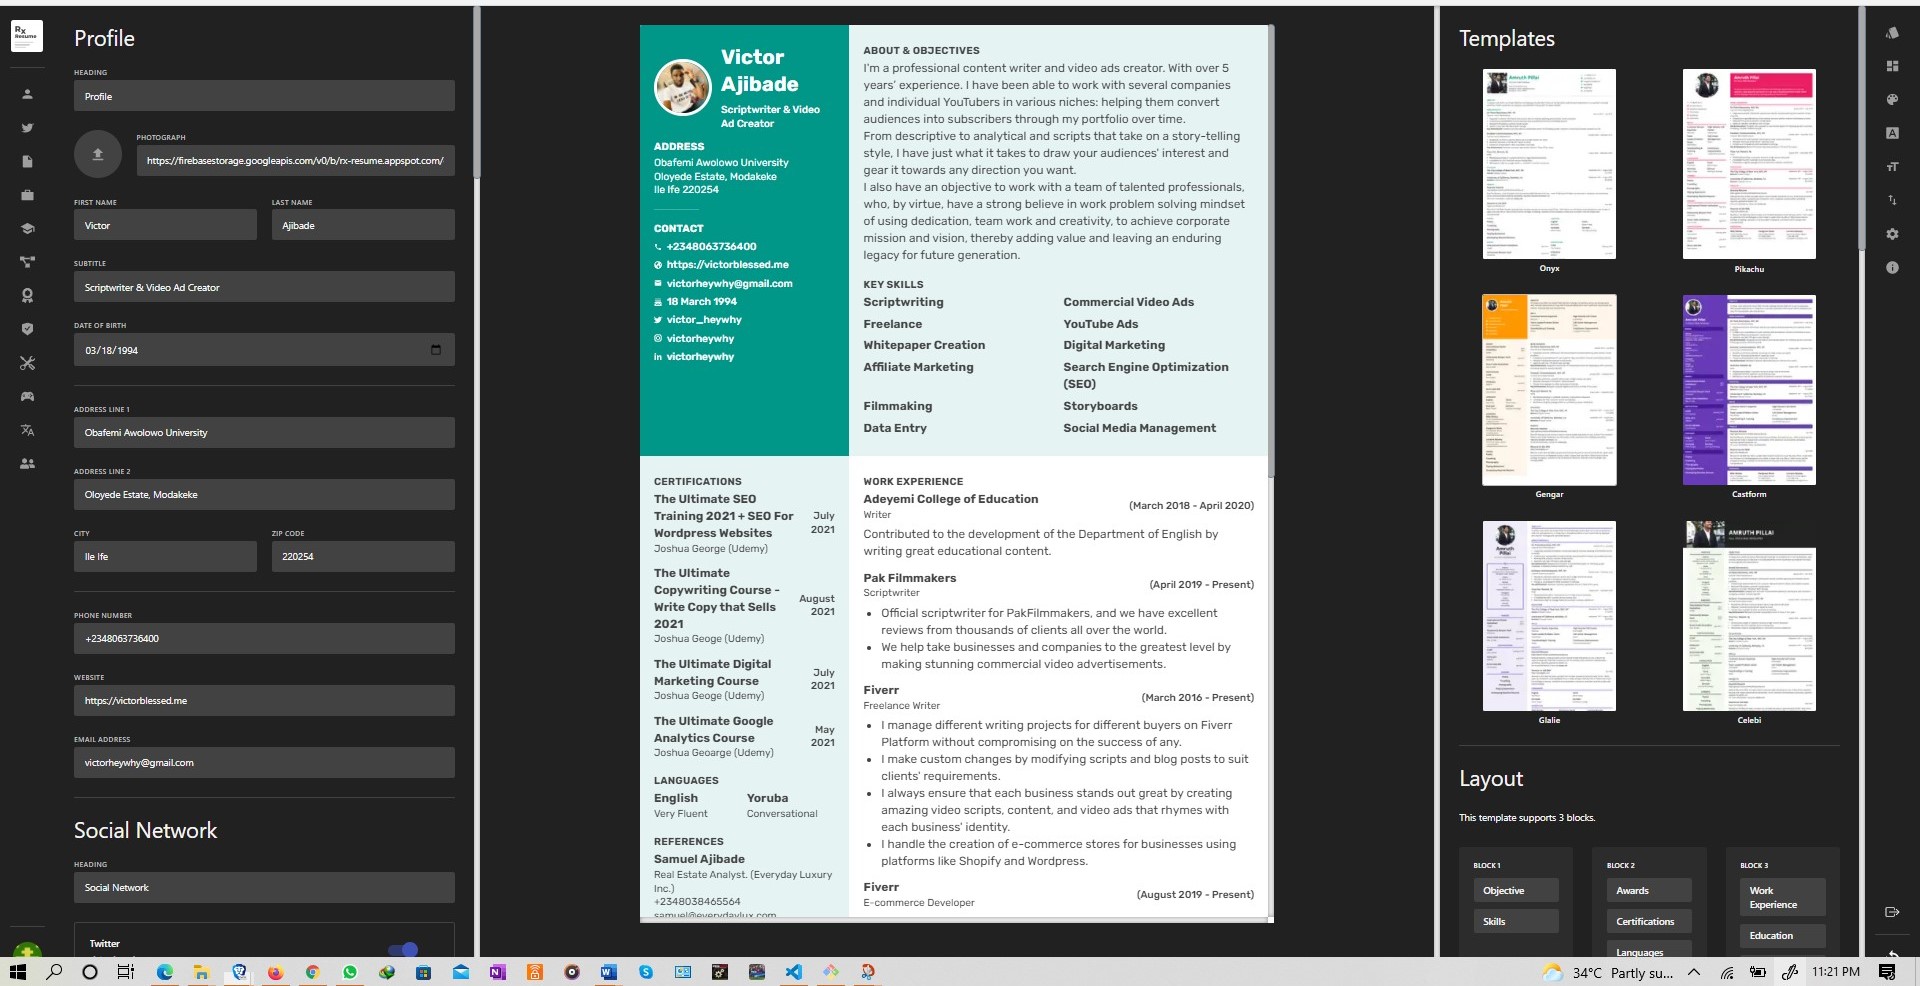 Rx
Resume
Profile
HEADING
Profile
PHOTOGRAPH
https://firebasestorage.googleapis.com/v0/b/rx-resume.appspot.com/
FIRST NAME
LAST NAME
Victor
Ajibade
SUBTITLE
Scriptwriter & Video Ad Creator
DATE OF BIRTH
03/18/1994
ADDRESS LINE 1
Obafemi Awolowo University
ADDRESS LINE 2
Oloyede Estate, Modakeke
CITY
ZIP CODE
Ile Ife
220254
PHONE NUMBER
+2348063736400
WEBSITE
https://victorblessed.me
EMAIL ADDRESS
victorheywhy@gmail.com
Social Network
HEADING
Social Network
Twitter
Victor
Ajibade
Scriptwriter & Video
Ad Creator
ADDRESS
Obafemi Awolowo University
Oloyede Estate, Modakeke
Ile Ife 220254
CONTACT
+2348063736400
https://victorblessed.me
victorheywhy@gmail.com
18 March 1994
victor_heywhy
victorheywhy
in victorheywhy
ABOUT & OBJECTIVES
I'm a professional content writer and video ads creator. With over 5
years' experience. I have been able to work with several companies
and individual YouTubers in various niches: helping them convert
audiences into subscribers through my portfolio over time.
From descriptive to analytical and scripts that take on a story-telling
style, I have just what it takes to draw your audiences' interest and
gear it towards any direction you want.
I also have an objective to work with a team of talented professionals,
who, by virtue, have a strong believe in work problem solving mindset
of using dedication, team work and creativity, to achieve corporate
mission and vision, thereby adding value and leaving an enduring
legacy for future generation.
KEY SKILLS
Scriptwriting
Commercial Video Ads
Freelance
YouTube Ads
Whitepaper Creation
Digital Marketing
Affiliate Marketing
Search Engine Optimization
(SEO)
Filmmaking
Storyboards
Data Entry
Social Media Management
CERTIFICATIONS
The Ultimate SEO
Training 2021 + SEO For
Wordpress Websites
July
2021
Joshua George (Udemy)
The Ultimate
Copywriting Course -
Write Copy that Sells
2021
August
2021
Joshua Geoge (Udemy)
The Ultimate Digital
Marketing Course
July
2021
Joshua Geoge (Udemy)
The Ultimate Google
Analytics Course
May
2021
Joshua Geoarge (Udemy)
LANGUAGES
English
Yoruba
Very Fluent
Conversational
REFERENCES
Samuel Ajibade
Real Estate Analyst. (Everyday Luxury
Inc.)
+2348038465564
samuel@everydaylux.com
WORK EXPERIENCE
Adeyemi College of Education
(March 2018 - April 2020)
Writer
Contributed to the development of the Department of English by
writing great educational content.
Pak Filmmakers
(April 2019 - Present)
Scriptwriter
• Official scriptwriter for PakFilmmakers, and we have excellent
reviews from thousands of clients all over the world.
• We help take businesses and companies to the greatest level by
making stunning commercial video advertisements.
Fiverr
(March 2016 - Present)
Freelance Writer
• I manage different writing projects for different buyers on Fiverr
Platform without compromising on the success of any.
• I make custom changes by modifying scripts and blog posts to suit
clients' requirements.
• I always ensure that each business stands out great by creating
amazing video scripts, content, and video ads that rhymes with
each business' identity.
• I handle the creation of e-commerce stores for businesses using
platforms like Shopify and Wordpress.
Fiverr
(August 2019 - Present)
E-commerce Developer
Templates
Amruth Pillai
Amruth Pillai
Onyx
Pikachu
Amruth Pillai
Gengar
Castform
Amruth
Pillai
AMRUTH PILLAI
Glalie
Celebi
Layout
This template supports 3 blocks.
BLOCK 1
BLOCK 2
BLOCK 3
Objective
Awards
Work
Experience
Skills
Certifications
Education
Languages
34°C Partly su...
11:21 PM